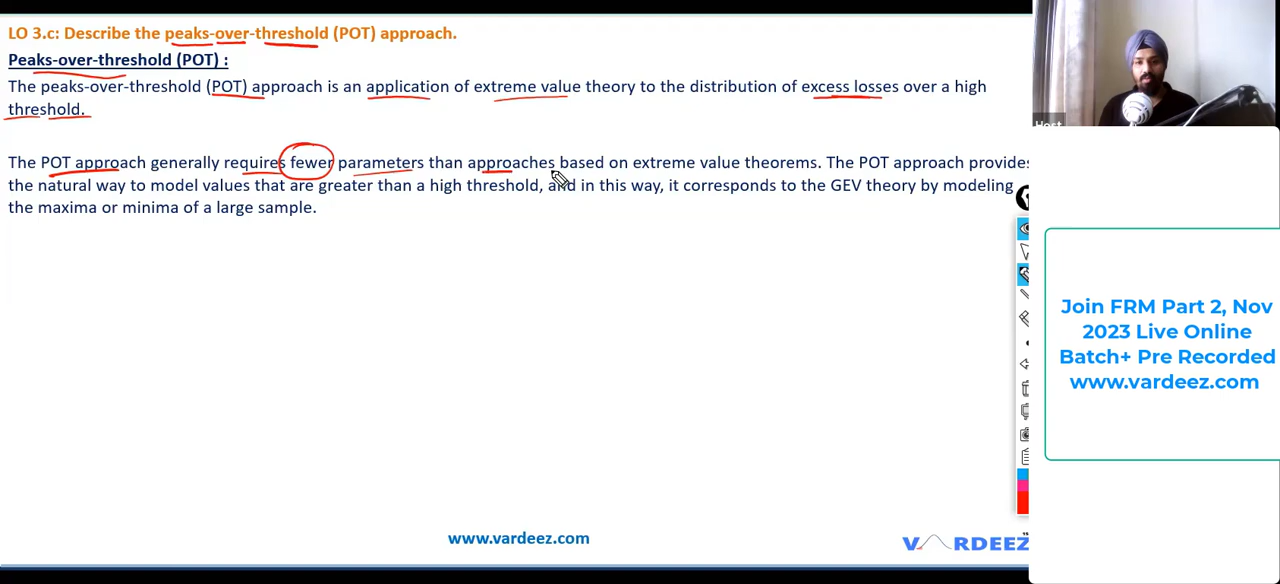 LO 3.c: Describe the peaks-over-threshold (POT) approach.
Peaks-over-threshold (POT) :
The peaks-over-threshold (POT) approach is an application of extreme value theory to the distribution of excess losses over a high
threshold.
The POT approach generally requires fewer parameters than approaches based on extreme value theorems. The POT approach provides
the natural way to model values that are greater than a high threshold, and in this way, it corresponds to the GEV theory by modeling
the maxima or minima of a large sample.
Host
Join FRM Part 2, Nov
2023 Live Online
Batch+ Pre Recorded
www.vardeez.com
www.vardeez.com
VARDEEZ